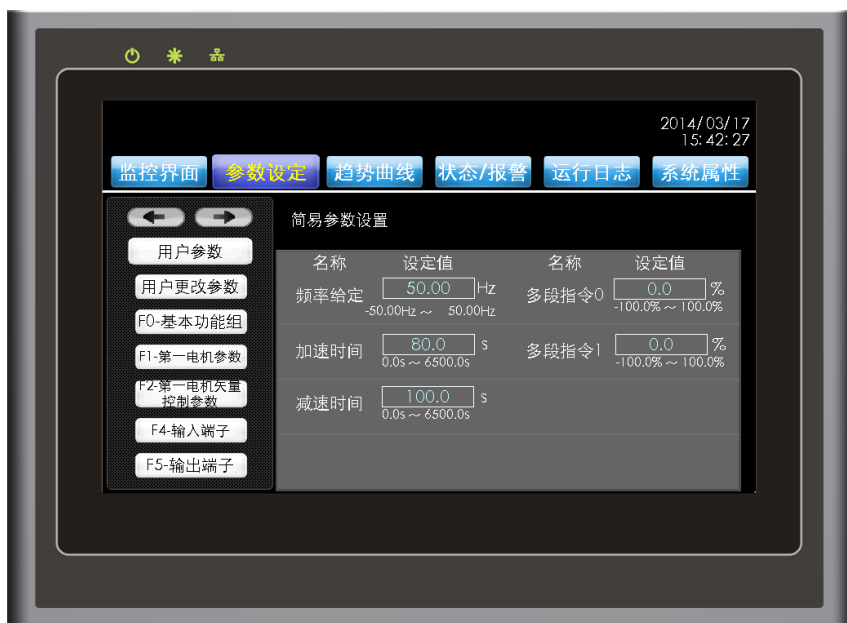 2014/03/17
15:42:27
监控界面 参数设定 趋势曲线 状态/报警 运行日志 系统属性
简易参数设置
用户参数
用户更改参数
F0-基本功能组
F1-第一电机参数
F2-第一电机矢量
控制参数
F4-输入端子
F5-输出端子
名称 设定值 名称 设定值
频率给定 50.00 Hz 多段指令0 0.0 %
-50.00Hz～ 50.00Hz -100.0%～100.0%
加速时间 80.0 s 多段指令1 0.0 %
0.0s～6500.0s -100.0%～100.0%
减速时间 100.0 s
0.0s～6500.0s